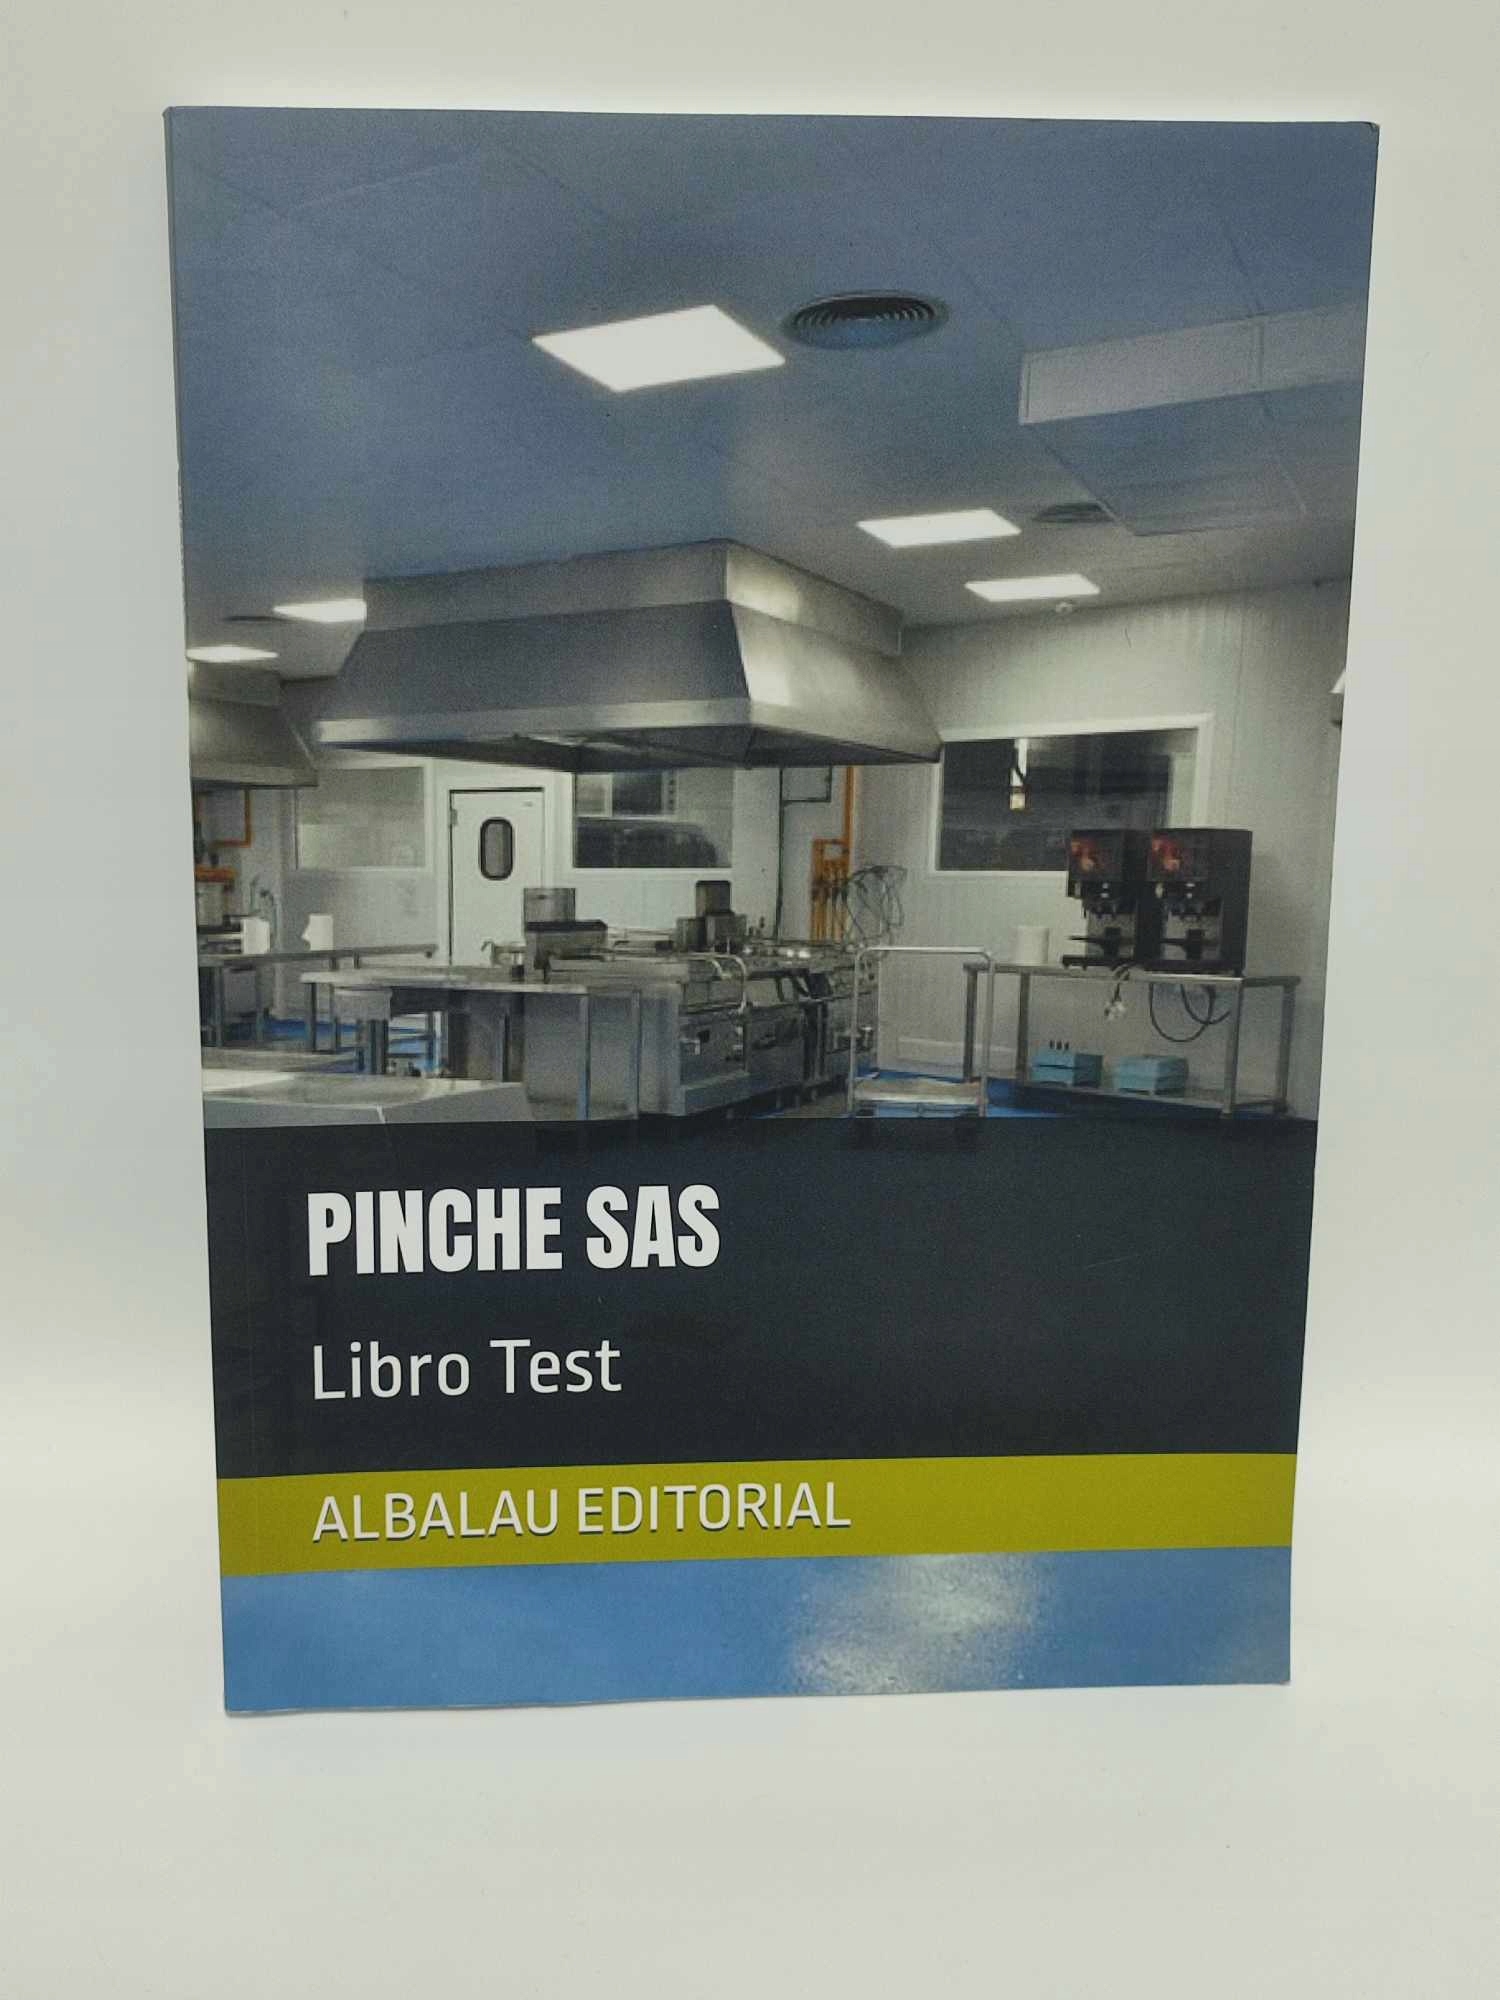 PINCHE SAS
Libro Test
ALBALAU EDITORIAL